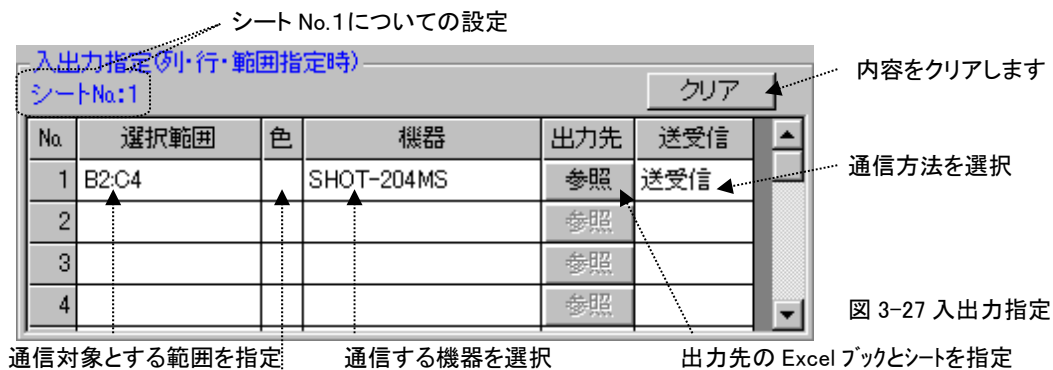 シート No.1についての設定
入出力指定(列・行・範囲指定時)
シートNo.:1
クリア
内容をクリアします
No. 選択範囲 色 機器 出力先 送受信
1 B2:C4 SHOT-204MS 参照 送受信
通信方法を選択
2 参照
3 参照
4 参照
図 3-27 入出力指定
通信対象とする範囲を指定 通信する機器を選択 出力先の Excel ブックとシートを指定